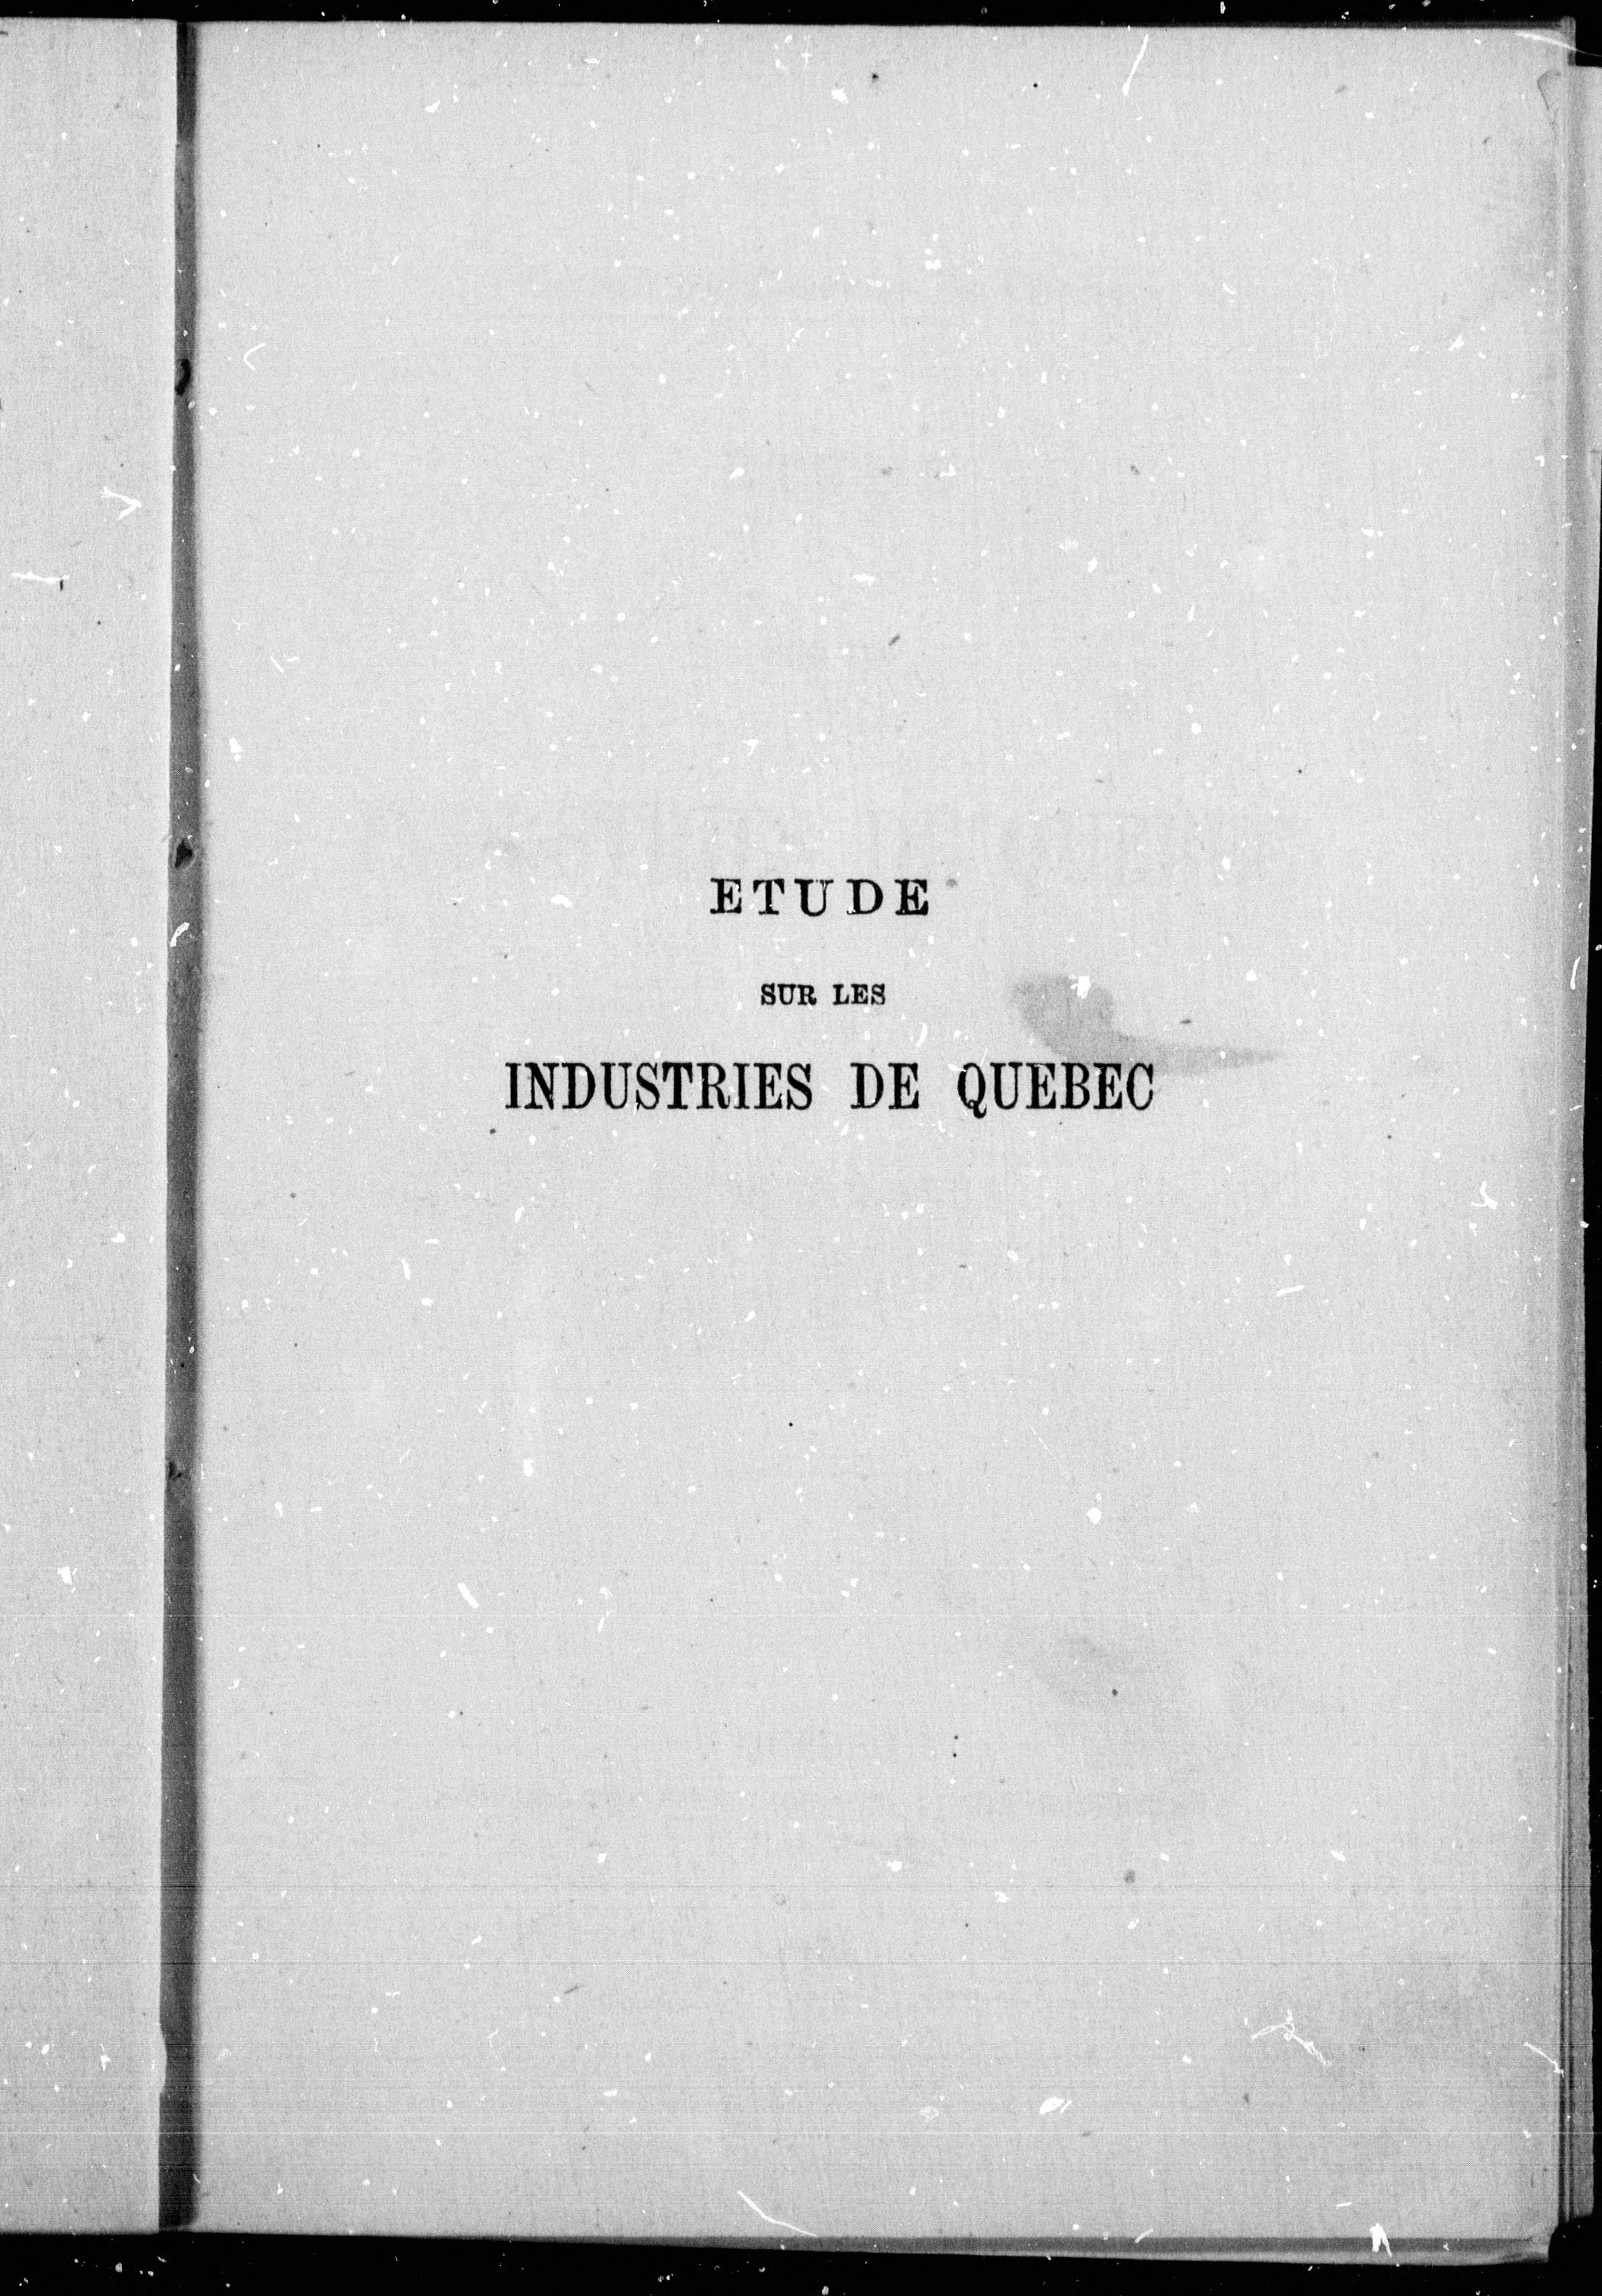 ETUDE
SUR LES
INDUSTRIES DE QUEBEC